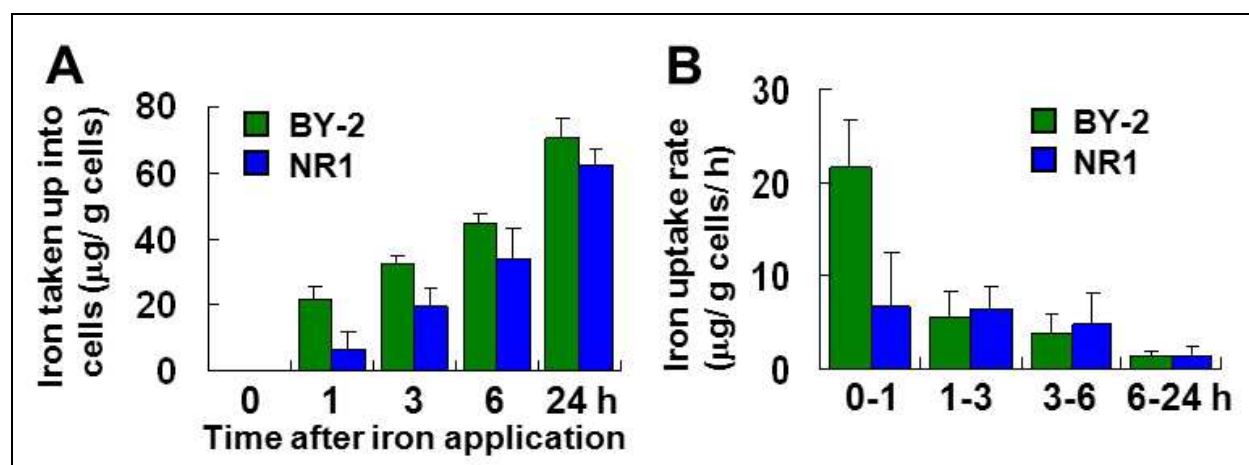 A
Iron taken up into
cells (μg/ g cells)
80
60
40
20
0
BY-2
NR1
0 1 3 6 24 h
Time after iron application
B
Iron uptake rate
(μg/ g cells/ h)
30
20
10
0
BY-2
NR1
0-1 1-3 3-6 6-24 h